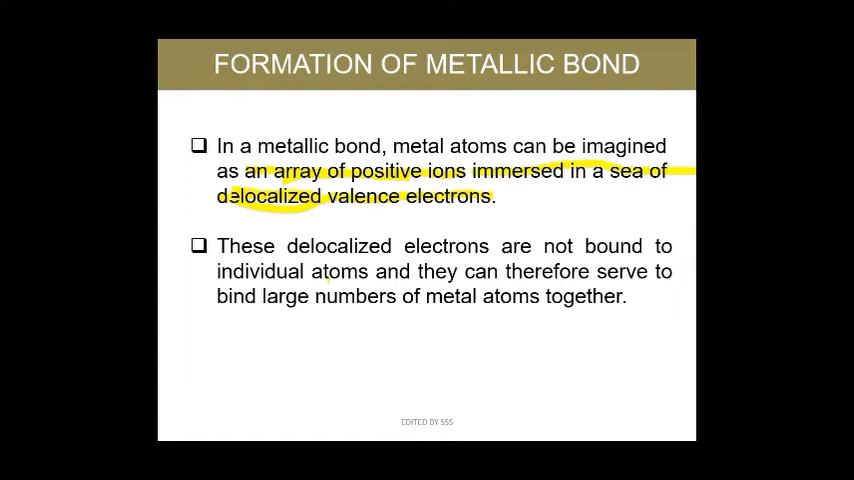 FORMATION OF METALLIC BOND
In a metallic bond, metal atoms can be imagined
as an array of positive ions immersed in a sea of
delocalized valence electrons.
These delocalized electrons are not bound to
individual atoms and they can therefore serve to
bind large numbers of metal atoms together.
EDITED BY SSS